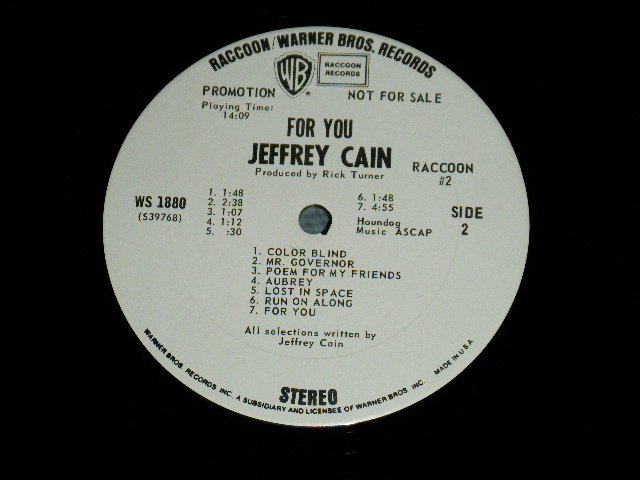 RACCOON/WARNER BROS. RECORDS
WB
®
RACCOON
RECORDS
PROMOTION
NOT FOR SALE
Playing Time:
14:09
FOR YOU
JEFFREY CAIN
Produced by Rick Turner
RACCOON
#2
WS 1880
(S39768)
1. 1:48
2. 2:38
3. 1:07
4. 1:12
5. :30
6. 1:48
7. 4:55
Houndog
Music ASCAP
SIDE
2
1. COLOR BLIND
2. MR. GOVERNOR
3. POEM FOR MY FRIENDS
4. AUBREY
5. LOST IN SPACE
6. RUN ON ALONG
7. FOR YOU
All selections written by
Jeffrey Cain
STEREO
WARNER BROS. RECORDS INC. A SUBSIDIARY AND LICENSEE OF WARNER BROS. INC.
MADE IN U.S.A.